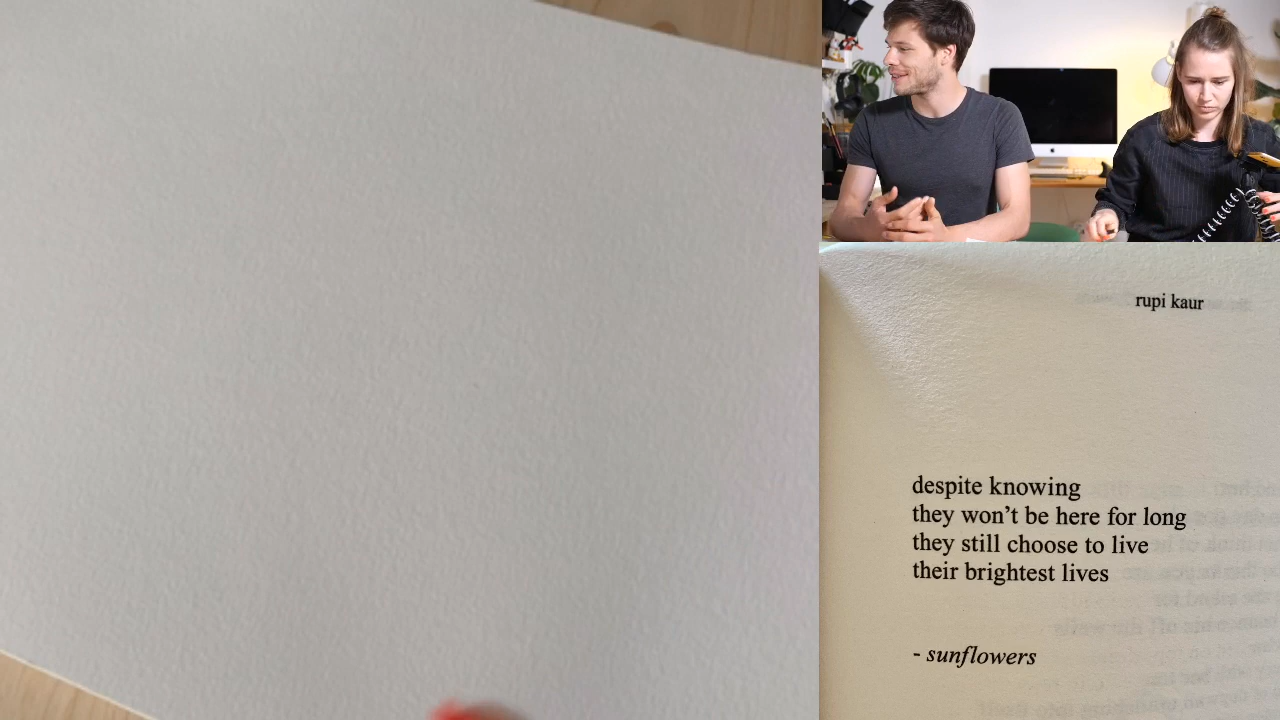 rupi kaur
despite knowing
they won't be here for long
they still choose to live
their brightest lives
- sunflowers